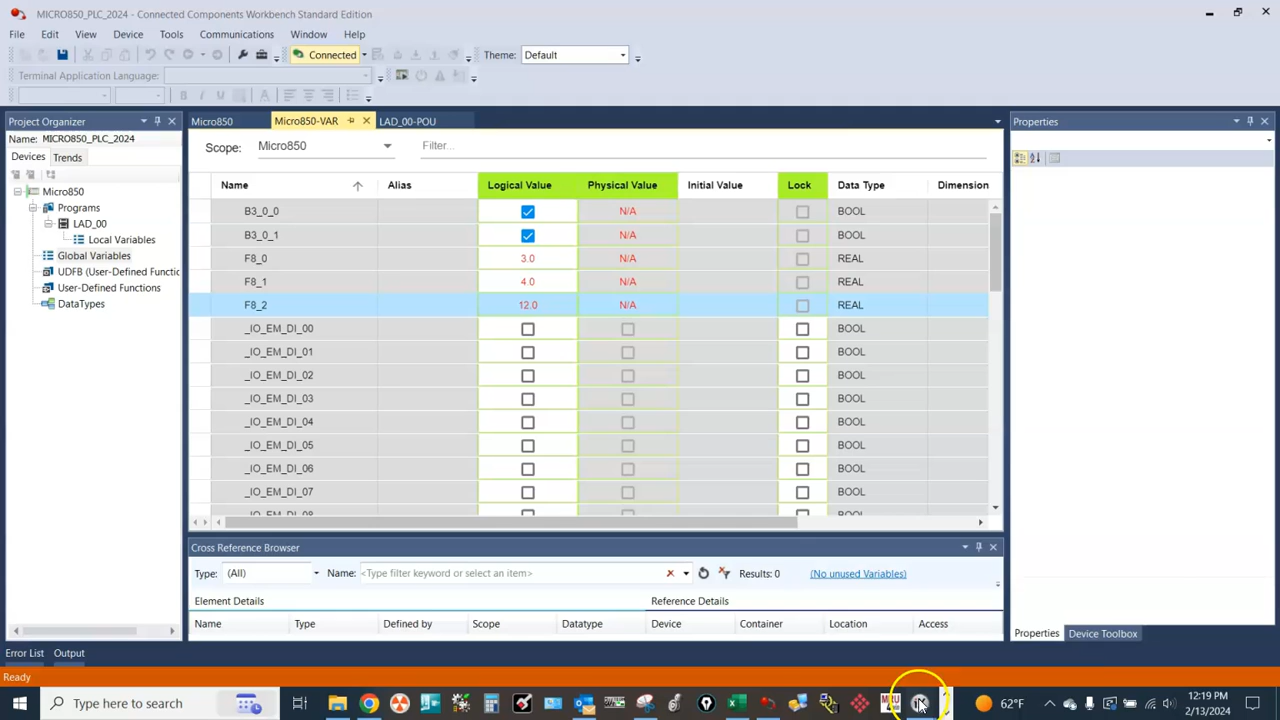 MICRO850_PLC_2024 - Connected Components Workbench Standard Edition
File Edit View Device Tools Communications Window Help
Connected Theme: Default
Terminal Application Language:
Project Organizer
Name: MICRO850_PLC_2024
Devices Trends
Micro850
Programs
LAD_00
Local Variables
Global Variables
UDFB (User-Defined Functio
User-Defined Functions
DataTypes
Micro850 Micro850-VAR LAD_00-POU
Scope: Micro850 Filter...
Name Alias Logical Value Physical Value Initial Value Lock Data Type Dimension
B3_0_0 N/A BOOL
B3_0_1 N/A BOOL
F8_0 3.0 N/A REAL
F8_1 4.0 N/A REAL
F8_2 12.0 N/A REAL
_IO_EM_DI_00 BOOL
_IO_EM_DI_01 BOOL
_IO_EM_DI_02 BOOL
_IO_EM_DI_03 BOOL
_IO_EM_DI_04 BOOL
_IO_EM_DI_05 BOOL
_IO_EM_DI_06 BOOL
_IO_EM_DI_07 BOOL
Cross Reference Browser
Type: (All) Name: <Type filter keyword or select an item> Results: 0 (No unused Variables)
Element Details Reference Details
Name Type Defined by Scope Datatype Device Container Location Access
Properties
Properties Device Toolbox
Error List Output
Ready
Type here to search
62°F
12:19 PM
2/13/2024